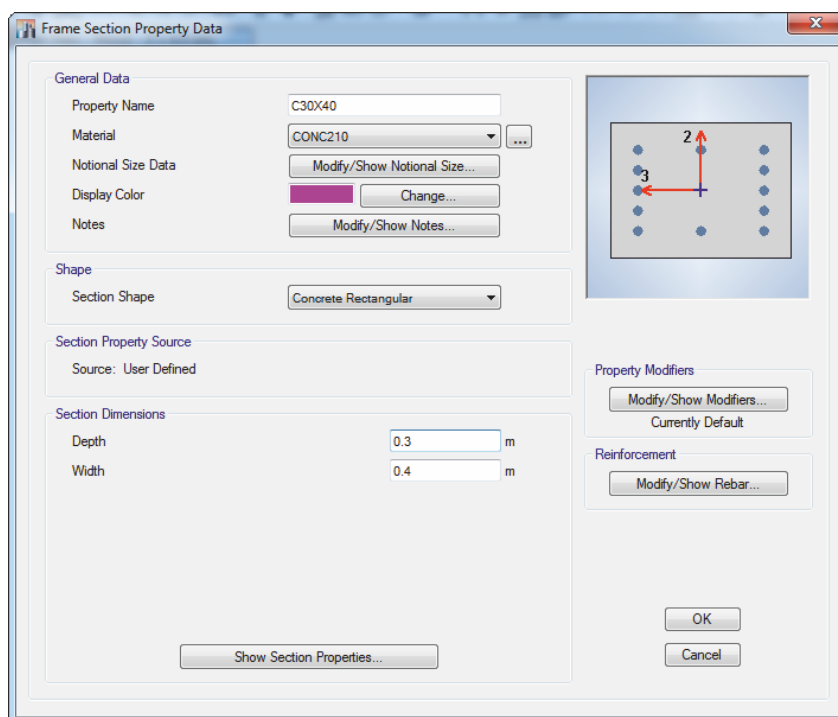 Frame Section Property Data
General Data
Property Name C30X40
Material CONC210 ...
Notional Size Data Modify/Show Notional Size...
Display Color Change...
Notes Modify/Show Notes...
2
3
Shape
Section Shape Concrete Rectangular
Section Property Source
Source: User Defined
Property Modifiers
Modify/Show Modifiers...
Currently Default
Section Dimensions
Depth 0.3 m
Width 0.4 m
Reinforcement
Modify/Show Rebar...
OK
Cancel
Show Section Properties...